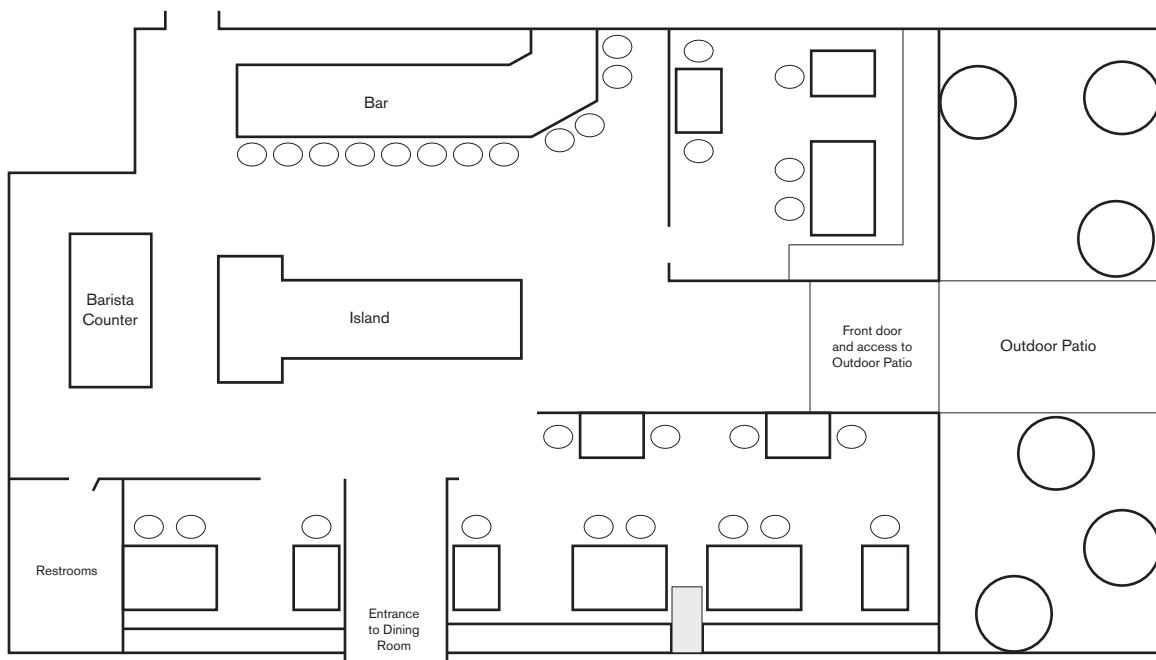 Bar
Barista
Counter
Island
Front door
and access to
Outdoor Patio
Outdoor Patio
Restrooms
Entrance
to Dining
Room